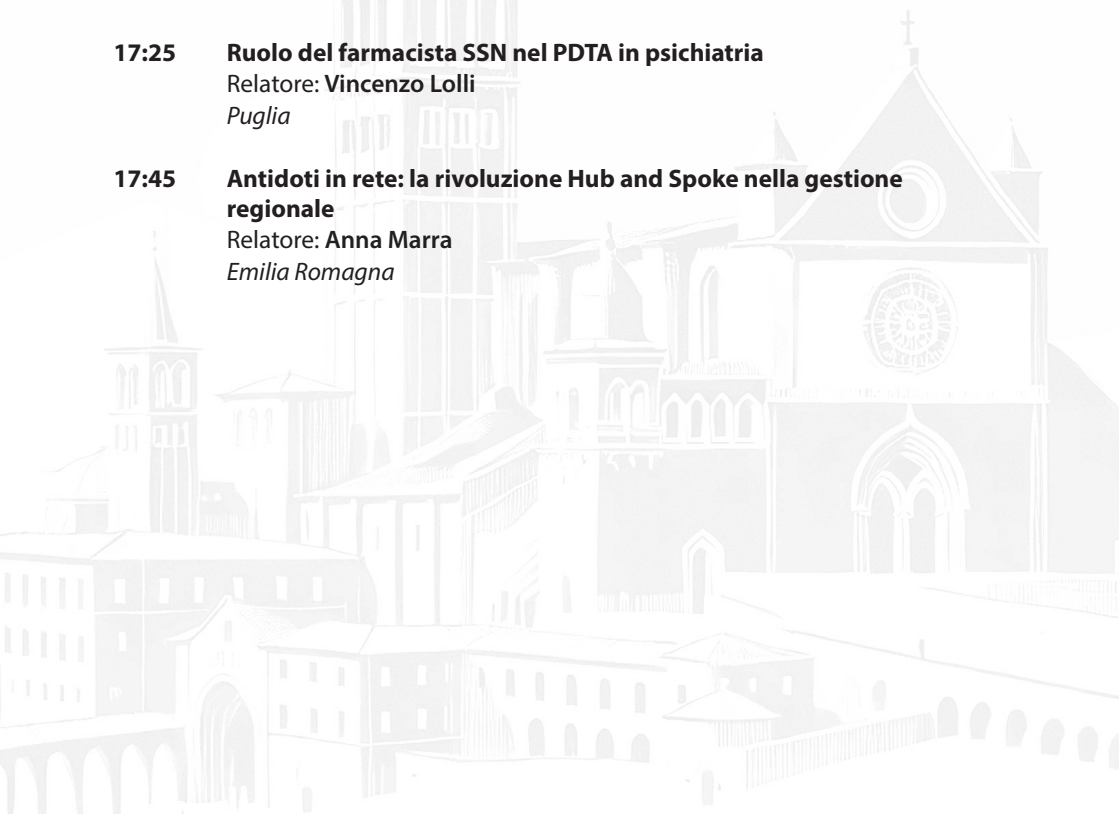 17:25 Ruolo del farmacista SSN nel PDTA in psichiatria
Relatore: Vincenzo Lolli
Puglia
17:45 Antidoti in rete: la rivoluzione Hub and Spoke nella gestione
regionale
Relatore: Anna Marra
Emilia Romagna